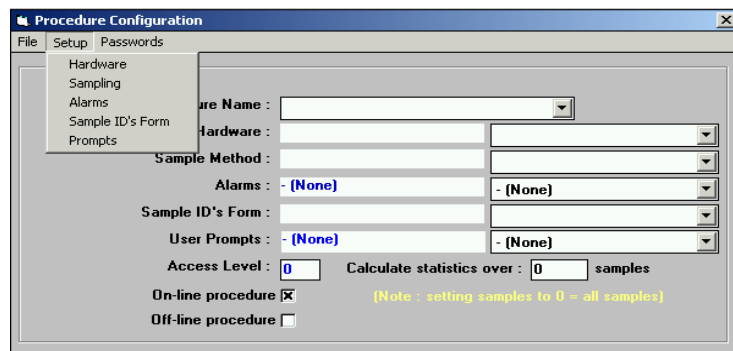 Procedure Configuration
File Setup Passwords
Hardware
Sampling
Alarms
Sample ID's Form
Prompts
ure Name :
Hardware :
Sample Method :
Alarms : - (None) - (None)
Sample ID's Form :
User Prompts : - (None) - (None)
Access Level : 0 Calculate statistics over : 0 samples
On-line procedure (Note : setting samples to 0 = all samples)
Off-line procedure